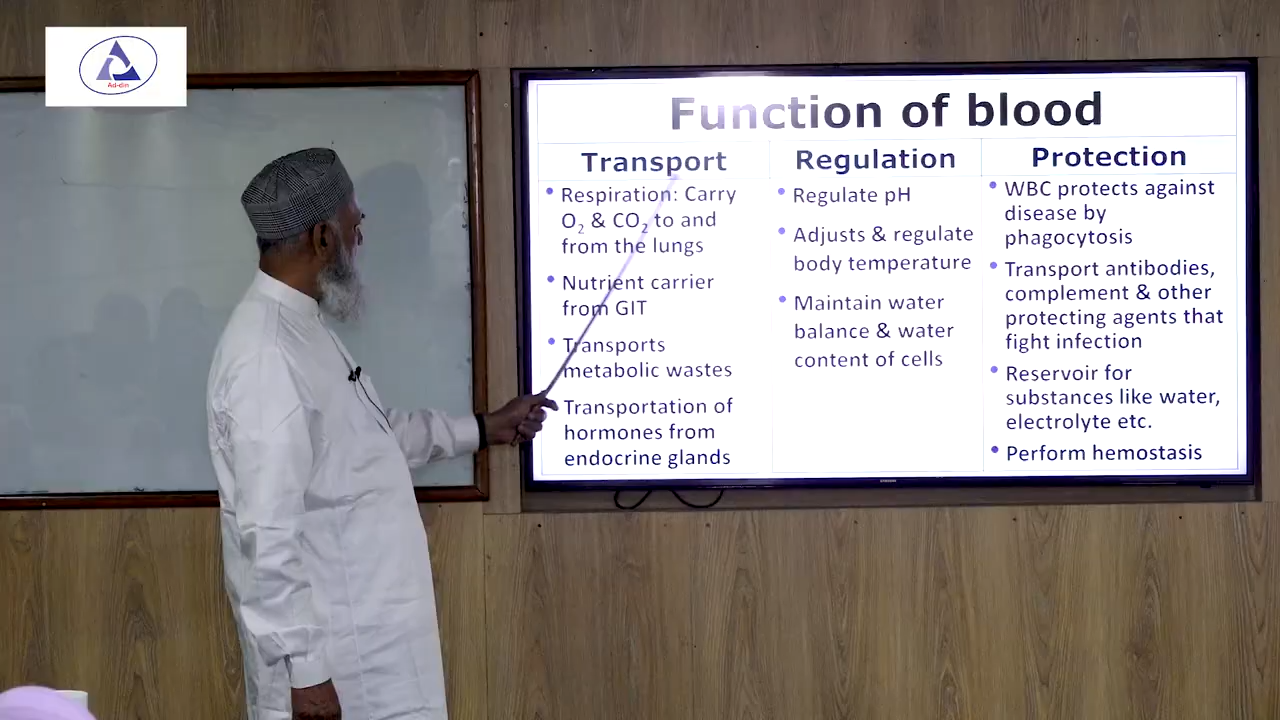 Ad-din
Function of blood
Transport
Respiration: Carry
O₂ & CO₂ to and
from the lungs
Nutrient carrier
from GIT
Transports
metabolic wastes
Transportation of
hormones from
endocrine glands
Regulation
Regulate pH
Adjusts & regulate
body temperature
Maintain water
balance & water
content of cells
Protection
WBC protects against
disease by
phagocytosis
Transport antibodies,
complement & other
protecting agents that
fight infection
Reservoir for
substances like water,
electrolyte etc.
Perform hemostasis
SAMSUNG